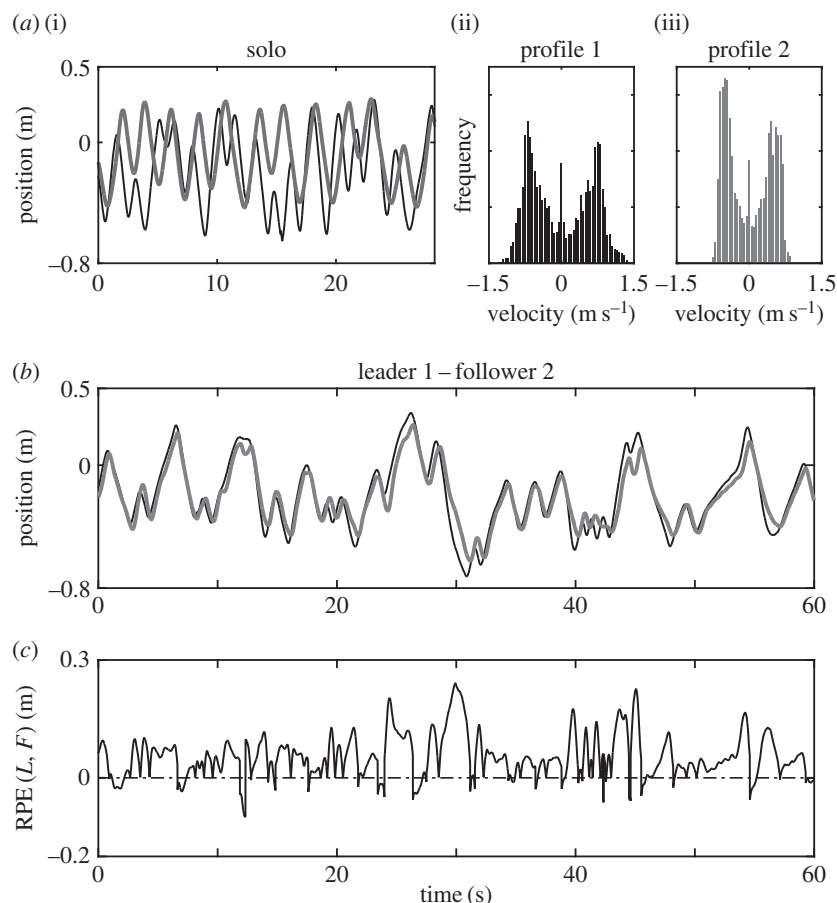 (a) (i)
solo
0.5
0
−0.8
position (m)
0
10
20
(ii)
profile 1
frequency
−1.5
0
1.5
velocity (m s⁻¹)
(iii)
profile 2
−1.5
0
1.5
velocity (m s⁻¹)
(b)
leader 1 – follower 2
0.5
0
−0.8
position (m)
0
20
40
60
(c)
0.3
0
−0.2
RPE (L, F) (m)
0
20
40
60
time (s)